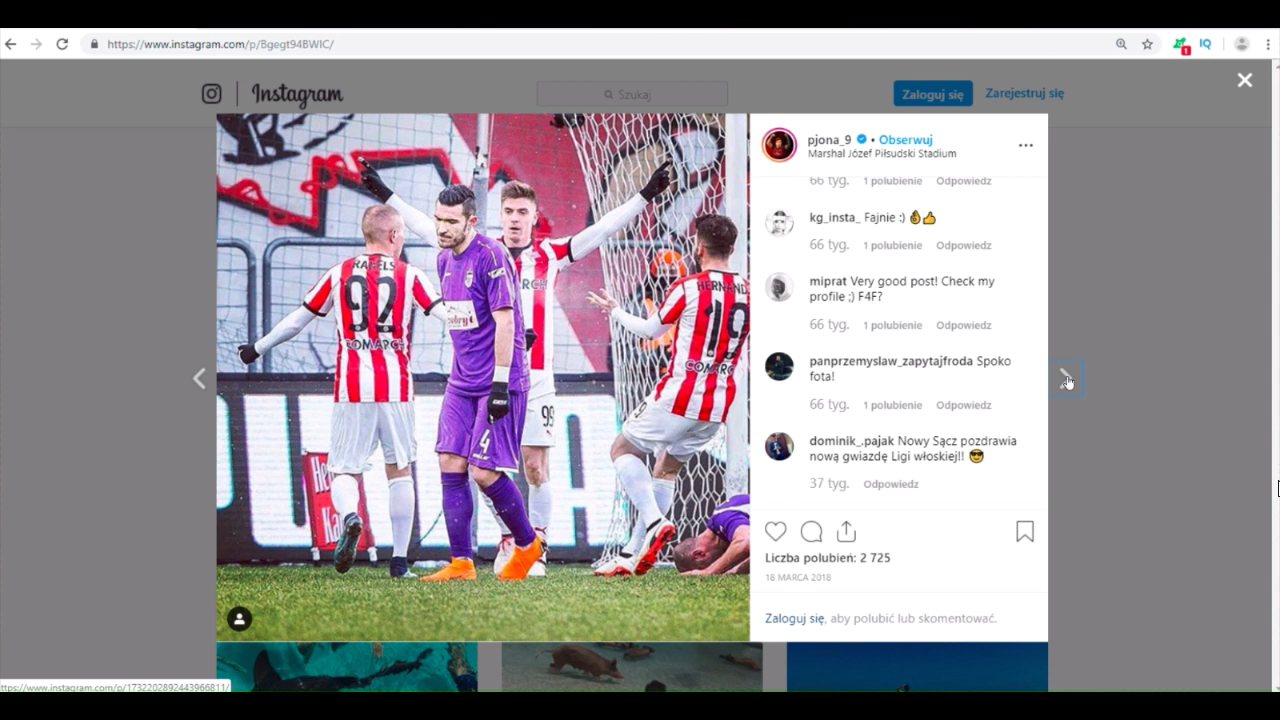 https://www.instagram.com/p/Bgegt94BWIC/
IQ
1
Instagram
Szukaj
Zaloguj się
Zarejestruj się
pjona_9 • Obserwuj
Marshal Józef Piłsudski Stadium
66 tyg. 1 polubienie Odpowiedz
kg_insta_ Fajnie :) 👌👍
66 tyg. 1 polubienie Odpowiedz
miprat Very good post! Check my
profile ;) F4F?
66 tyg. 1 polubienie Odpowiedz
panprzemyslaw_zapytajfroda Spoko
fota!
66 tyg. 1 polubienie Odpowiedz
dominik_.pajak Nowy Sącz pozdrawia
nową gwiazdę Ligi włoskiej!! 😎
37 tyg. Odpowiedz
Liczba polubień: 2 725
18 MARCA 2018
Zaloguj się, aby polubić lub skomentować.
92
COMARCH
4
99
19
ttps://www.instagram.com/p/1732202892443966811/